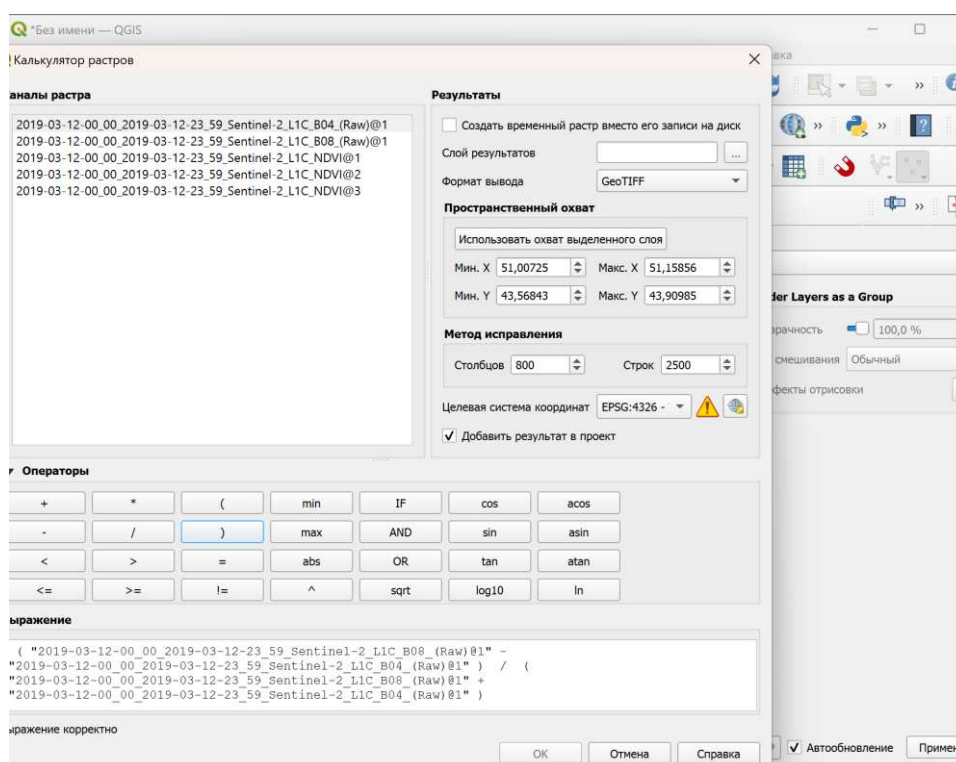 *Без имени — QGIS
Калькулятор растров
вка
аналы растра
2019-03-12-00_00_2019-03-12-23_59_Sentinel-2_L1C_B04_(Raw)@1
2019-03-12-00_00_2019-03-12-23_59_Sentinel-2_L1C_B08_(Raw)@1
2019-03-12-00_00_2019-03-12-23_59_Sentinel-2_L1C_NDVI@1
2019-03-12-00_00_2019-03-12-23_59_Sentinel-2_L1C_NDVI@2
2019-03-12-00_00_2019-03-12-23_59_Sentinel-2_L1C_NDVI@3
Результаты
Создать временный растр вместо его записи на диск
Слой результатов ...
Формат вывода GeoTIFF
Пространственный охват
Использовать охват выделенного слоя
Мин. X 51,00725 Макс. X 51,15856
Мин. Y 43,56843 Макс. Y 43,90985
Метод исправления
Столбцов 800 Строк 2500
Целевая система координат EPSG:4326 -
Добавить результат в проект
der Layers as a Group
зрачность 100,0 %
смешивания Обычный
фекты отрисовки
Операторы
+ * ( min IF cos acos
- / ) max AND sin asin
< > = abs OR tan atan
<= >= != ^ sqrt log10 ln
ыражение
( "2019-03-12-00_00_2019-03-12-23_59_Sentinel-2_L1C_B08_(Raw)@1" -
"2019-03-12-00_00_2019-03-12-23_59_Sentinel-2_L1C_B04_(Raw)@1" ) / (
"2019-03-12-00_00_2019-03-12-23_59_Sentinel-2_L1C_B08_(Raw)@1" +
"2019-03-12-00_00_2019-03-12-23_59_Sentinel-2_L1C_B04_(Raw)@1" )
ыражение корректно
OK Отмена Справка
Автообновление Примен